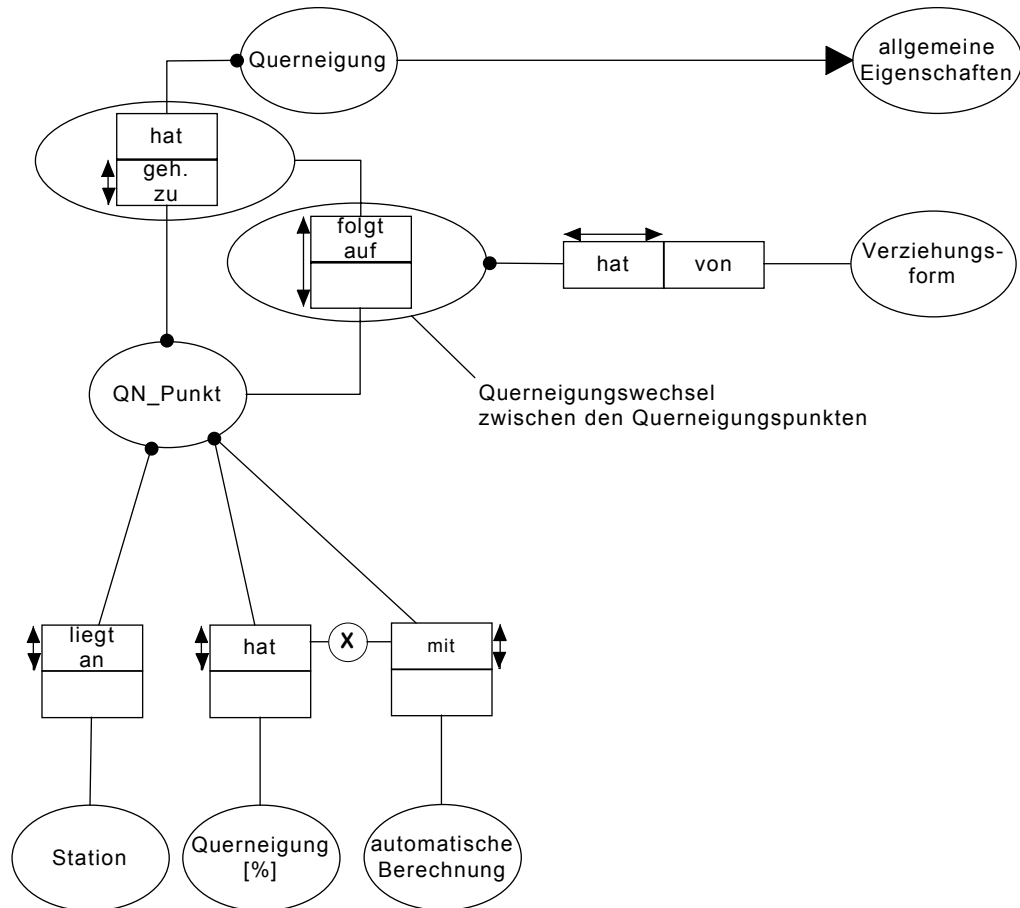 Querneigung
allgemeine
Eigenschaften
hat
geh.
zu
folgt
auf
hat
von
Verziehungs-
form
QN_Punkt
Querneigungswechsel
zwischen den Querneigungspunkten
liegt
an
hat
X
mit
Station
Querneigung
[%]
automatische
Berechnung